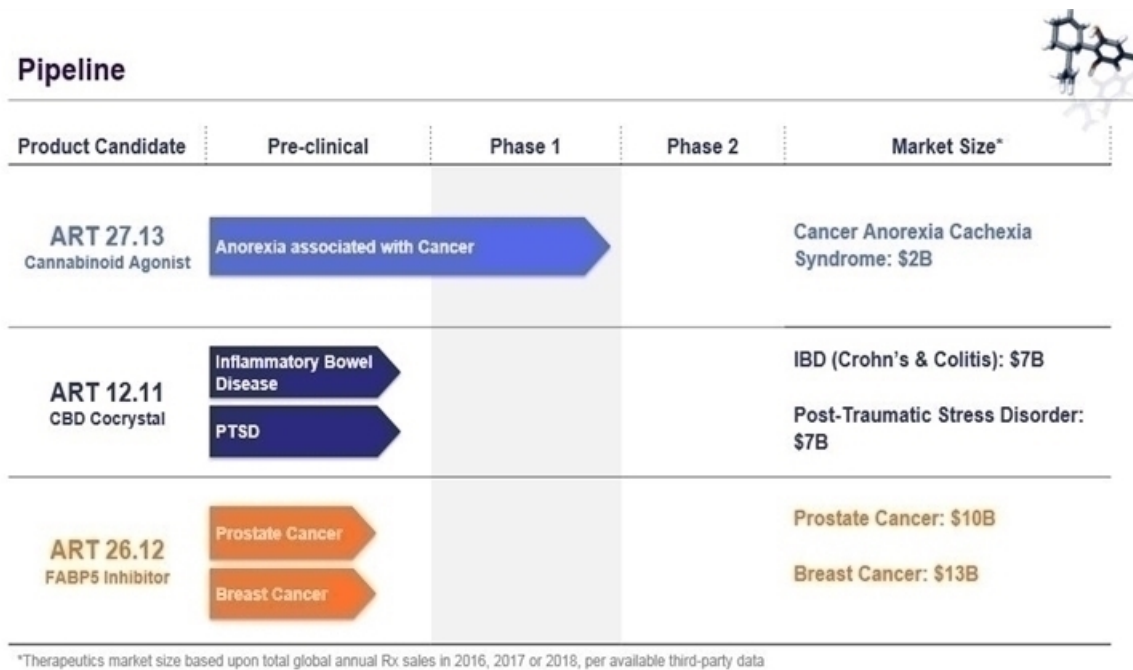 Pipeline
Product Candidate Pre-clinical Phase 1 Phase 2 Market Size*
ART 27.13
Cannabinoid Agonist
Anorexia associated with Cancer
Cancer Anorexia Cachexia
Syndrome: $2B
ART 12.11
CBD Cocrystal
Inflammatory Bowel
Disease
PTSD
IBD (Crohn's & Colitis): $7B
Post-Traumatic Stress Disorder:
$7B
ART 26.12
FABP5 Inhibitor
Prostate Cancer
Breast Cancer
Prostate Cancer: $10B
Breast Cancer: $13B
*Therapeutics market size based upon total global annual Rx sales in 2016, 2017 or 2018, per available third-party data